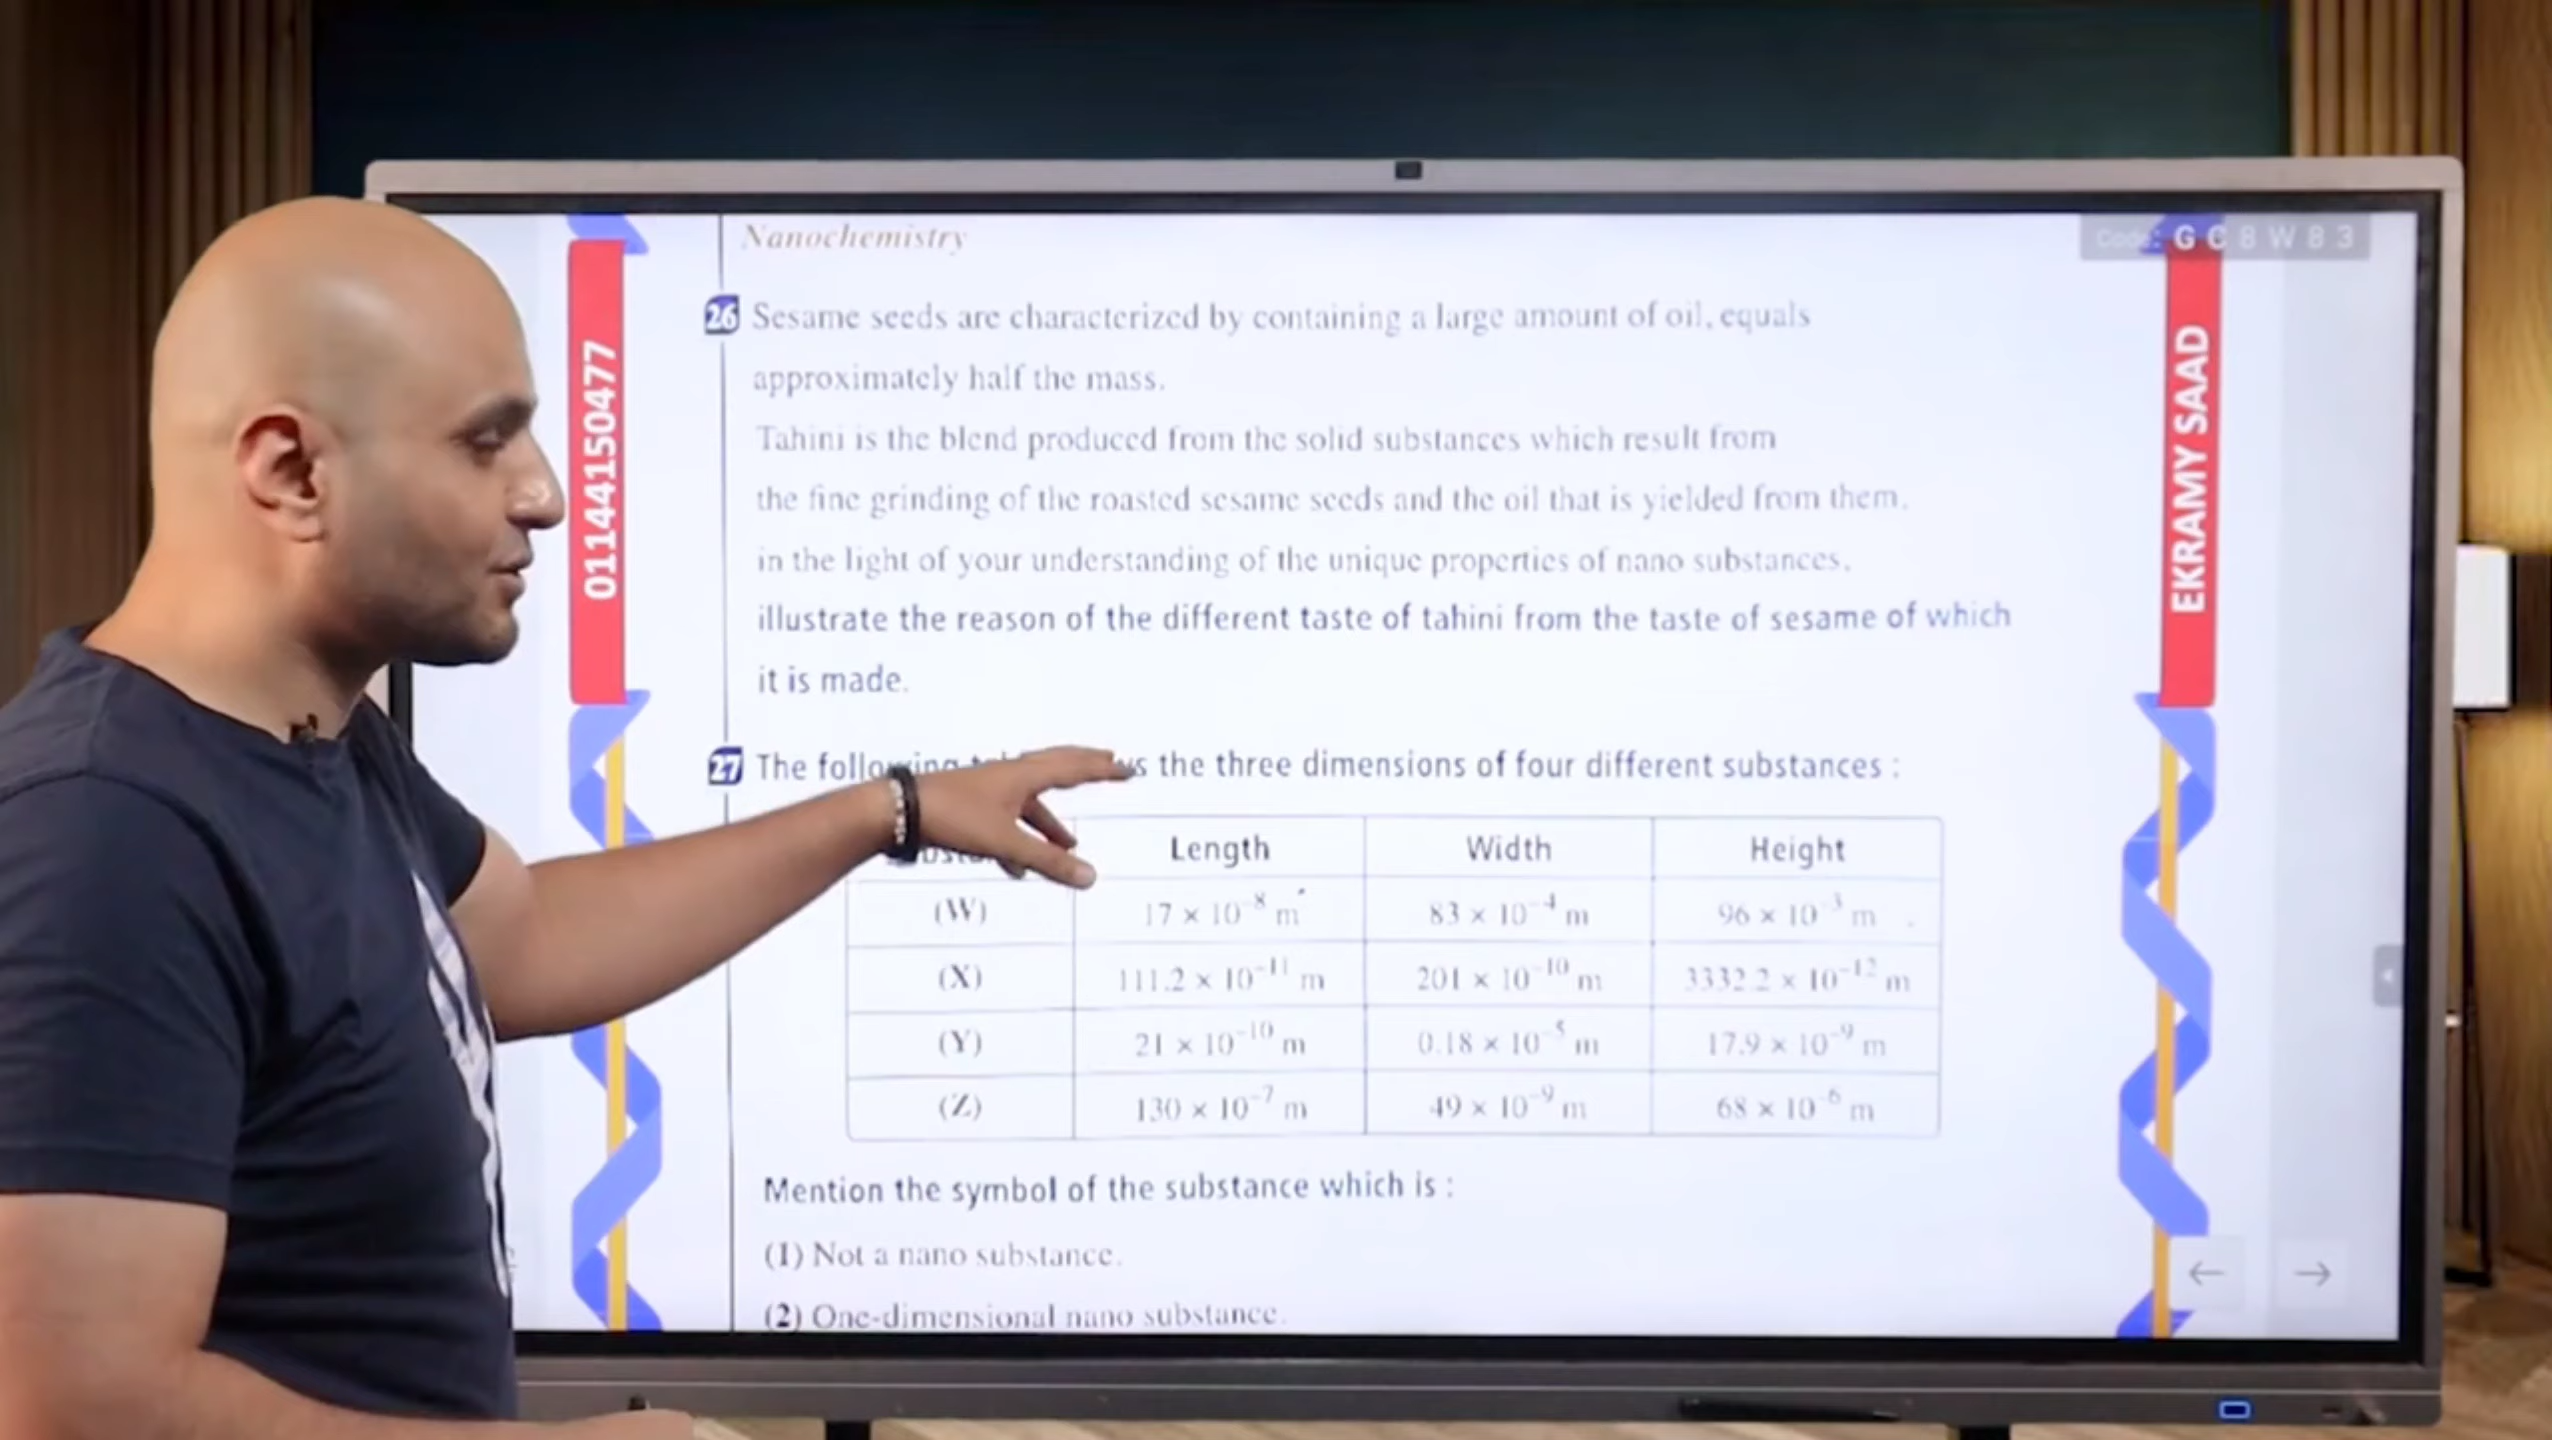 Nanochemistry
Code: GC8W83
01144150477
EKRAMY SAAD
26 Sesame seeds are characterized by containing a large amount of oil, equals
approximately half the mass.
Tahini is the blend produced from the solid substances which result from
the fine grinding of the roasted sesame seeds and the oil that is yielded from them,
in the light of your understanding of the unique properties of nano substances,
illustrate the reason of the different taste of tahini from the taste of sesame of which
it is made.
27 The following the three dimensions of four different substances :
Length Width Height
(W) 17 × 10⁻⁸ m 83 × 10⁻⁴ m 96 × 10⁻³ m
(X) 111.2 × 10⁻¹¹ m 201 × 10⁻¹⁰ m 3332.2 × 10⁻¹² m
(Y) 21 × 10⁻¹⁰ m 0.18 × 10⁻⁵ m 17.9 × 10⁻⁹ m
(Z) 130 × 10⁻⁷ m 49 × 10⁻⁹ m 68 × 10⁻⁶ m
Mention the symbol of the substance which is :
(1) Not a nano substance.
(2) One-dimensional nano substance.